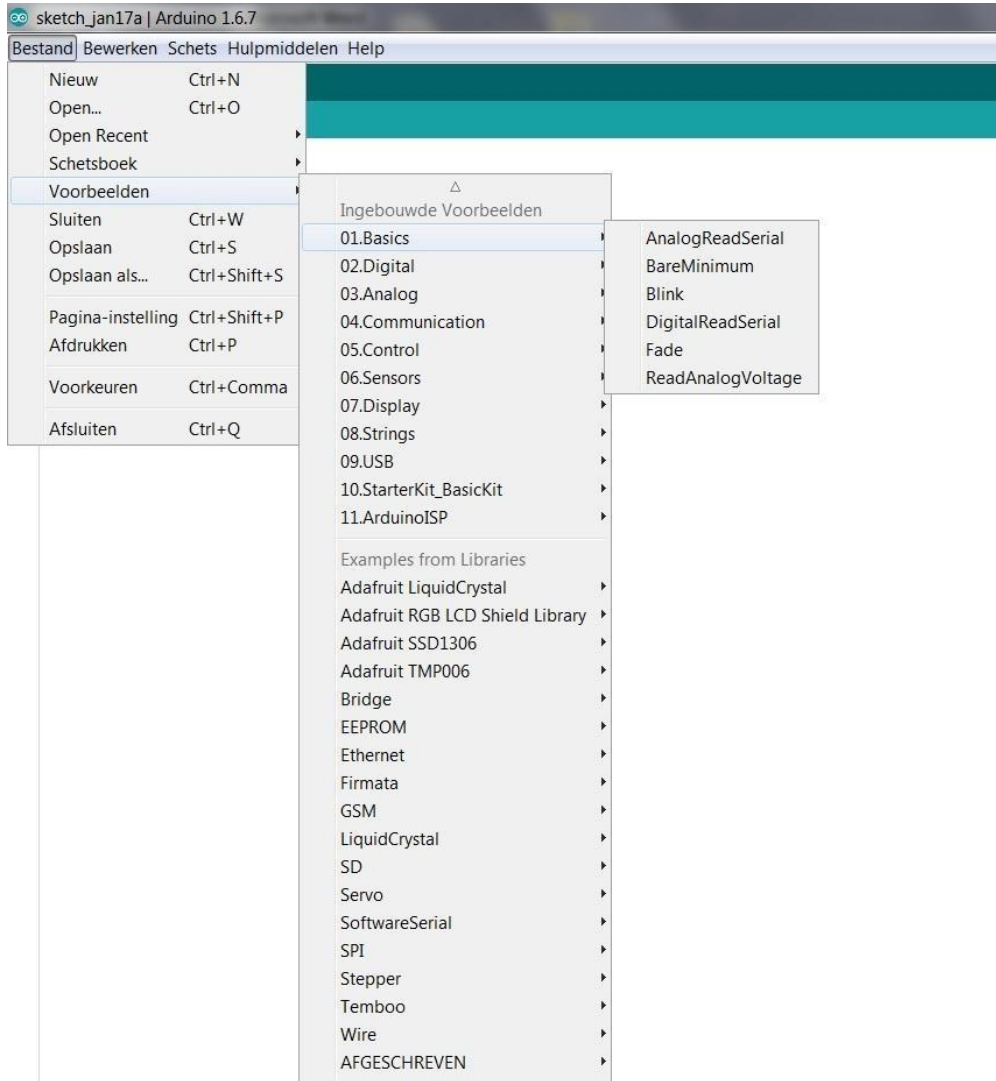 sketch_jan17a | Arduino 1.6.7
Bestand Bewerken Schets Hulpmiddelen Help
Nieuw Ctrl+N
Open... Ctrl+O
Open Recent
Schetsboek
Voorbeelden
Sluiten Ctrl+W
Opslaan Ctrl+S
Opslaan als... Ctrl+Shift+S
Pagina-instelling Ctrl+Shift+P
Afdrukken Ctrl+P
Voorkeuren Ctrl+Comma
Afsluiten Ctrl+Q
Ingebouwde Voorbeelden
01.Basics
02.Digital
03.Analog
04.Communication
05.Control
06.Sensors
07.Display
08.Strings
09.USB
10.StarterKit_BasicKit
11.ArduinoISP
Examples from Libraries
Adafruit LiquidCrystal
Adafruit RGB LCD Shield Library
Adafruit SSD1306
Adafruit TMP006
Bridge
EEPROM
Ethernet
Firmata
GSM
LiquidCrystal
SD
Servo
SoftwareSerial
SPI
Stepper
Temboo
Wire
AFGESCHREVEN
AnalogReadSerial
BareMinimum
Blink
DigitalReadSerial
Fade
ReadAnalogVoltage